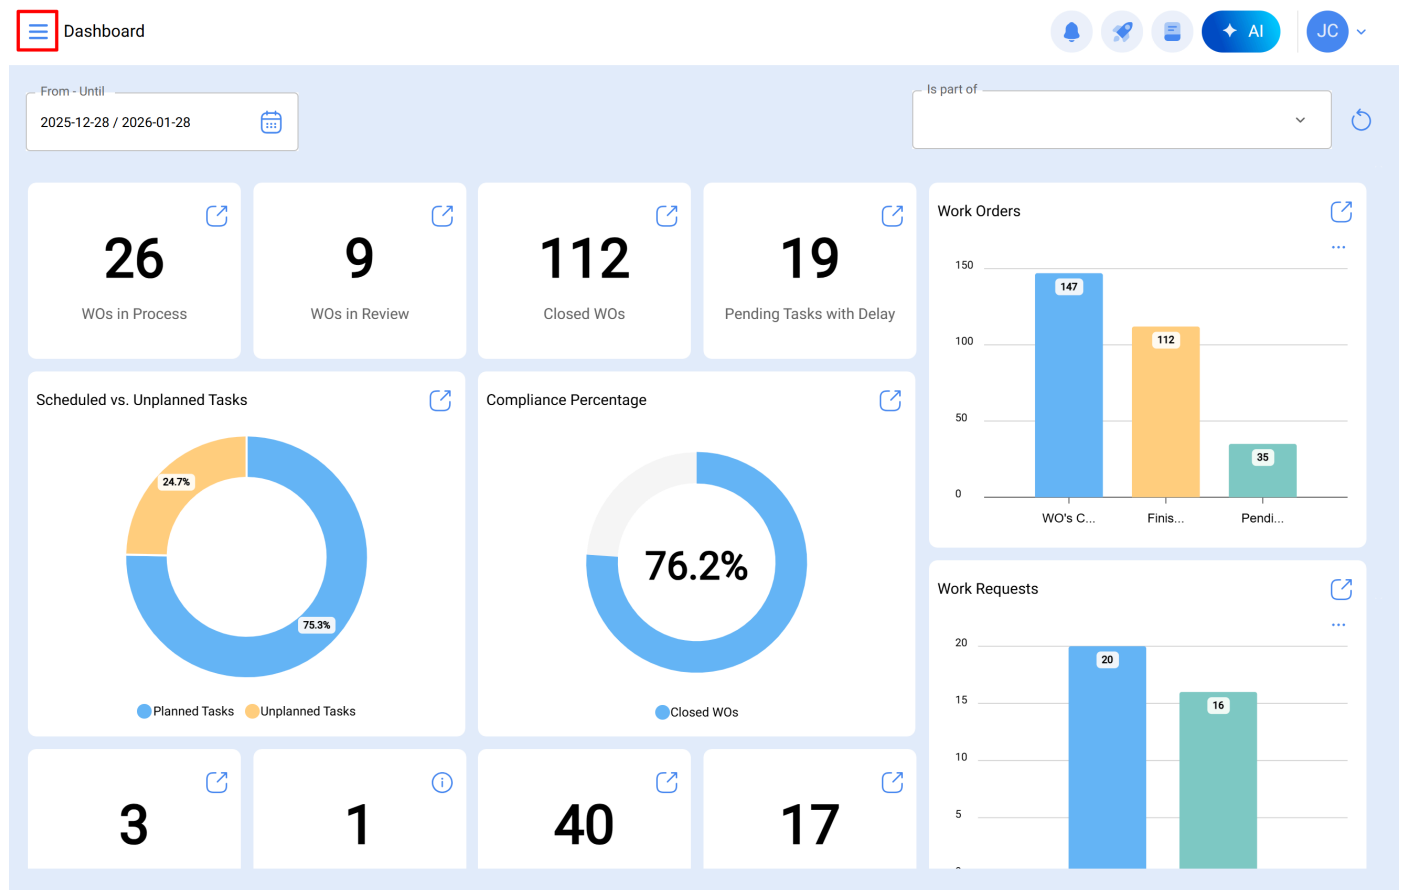 Dashboard
AI
JC
From - Until
2025-12-28 / 2026-01-28
Is part of
26
WOs in Process
9
WOs in Review
112
Closed WOs
19
Pending Tasks with Delay
Work Orders
...
150
100
50
0
147
112
35
WO's C...
Finis...
Pendi...
Scheduled vs. Unplanned Tasks
24.7%
75.3%
Planned Tasks
Unplanned Tasks
Compliance Percentage
76.2%
Closed WOs
Work Requests
...
20
15
10
5
20
16
3
1
40
17